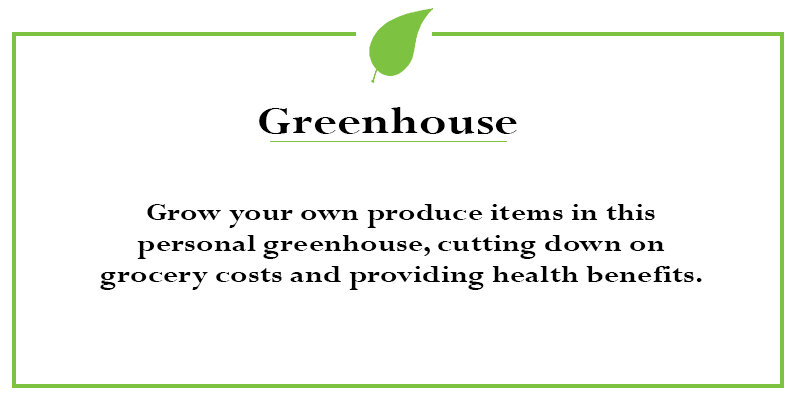 Greenhouse
Grow your own produce items in this
personal greenhouse, cutting down on
grocery costs and providing health benefits.